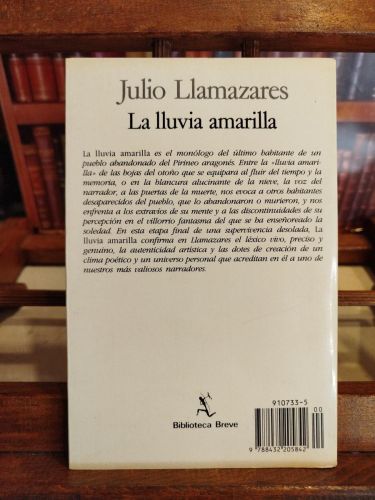 Julio Llamazares
La lluvia amarilla
La lluvia amarilla es el monólogo del último habitante de un
pueblo abandonado del Pirineo aragonés. Entre la «lluvia amari-
lla» de las hojas del otoño que se equipara al fluir del tiempo y la
memoria, o en la blancura alucinante de la nieve, la voz del
narrador, a las puertas de la muerte, nos evoca a otros habitantes
desaparecidos del pueblo, que lo abandonaron o murieron, y nos
enfrenta a los extravíos de su mente y a las discontinuidades de su
percepción en el villorrio fantasma del que se ha enseñoreado la
soledad. En esta etapa final de una supervivencia desolada, La
lluvia amarilla confirma en Llamazares el léxico vivo, preciso y
genuino, la autenticidad artística y las dotes de creación de un
clima poético y un universo personal que acreditan en él a uno de
nuestros más valiosos narradores.
Biblioteca Breve
910733-5
00
9 788432 205842